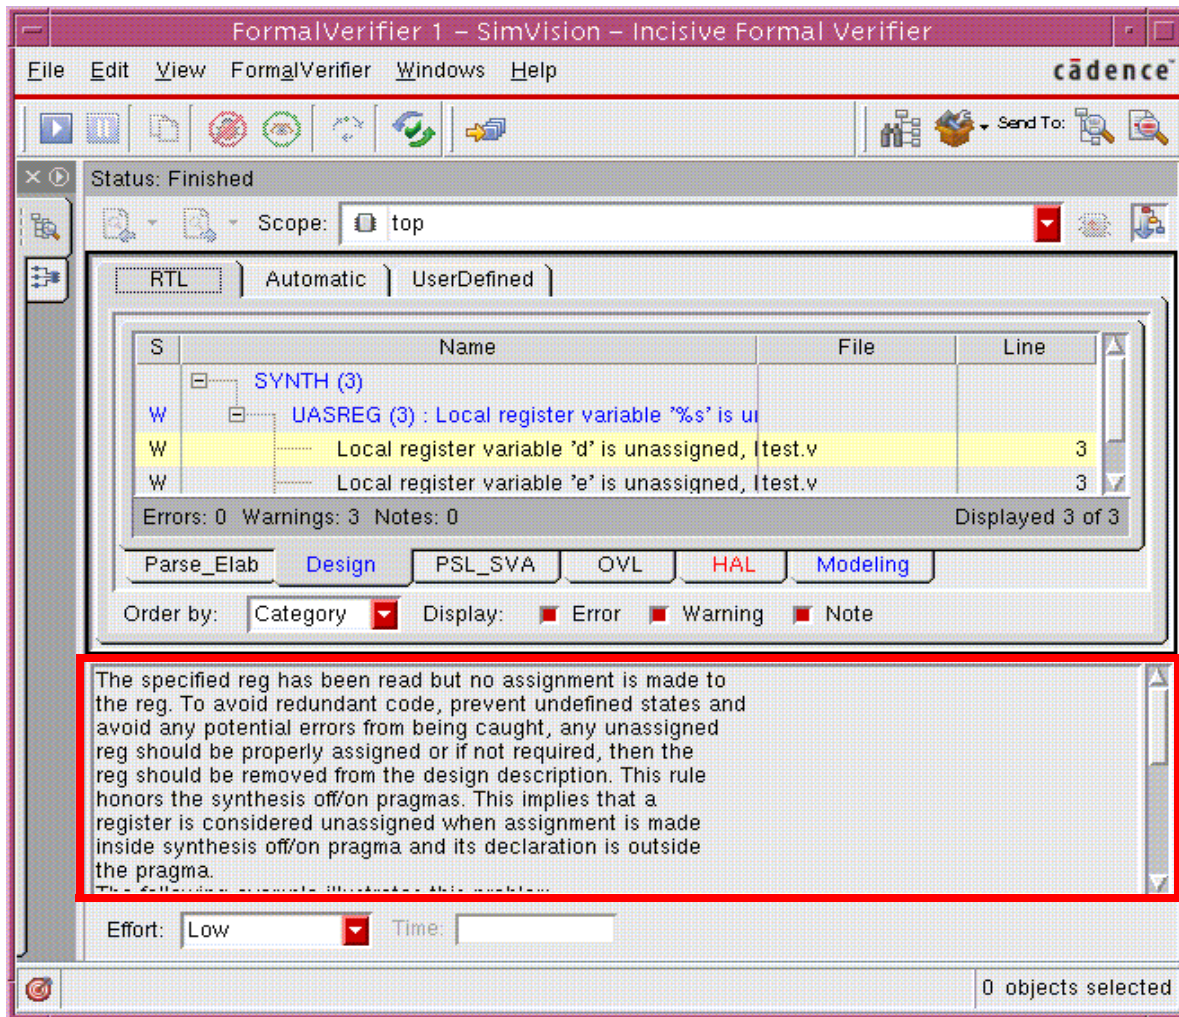 FormalVerifier 1 – SimVision – Incisive Formal Verifier
File Edit View FormalVerifier Windows Help cādence™
Send To:
Status: Finished
Scope: top
RTL Automatic UserDefined
S Name File Line
SYNTH (3)
W UASREG (3) : Local register variable '%s' is
W Local register variable 'd' is unassigned, test.v 3
W Local register variable 'e' is unassigned, test.v 3
Errors: 0 Warnings: 3 Notes: 0 Displayed 3 of 3
Parse_Elab Design PSL_SVA OVL HAL Modeling
Order by: Category Display: Error Warning Note
The specified reg has been read but no assignment is made to
the reg. To avoid redundant code, prevent undefined states and
avoid any potential errors from being caught, any unassigned
reg should be properly assigned or if not required, then the
reg should be removed from the design description. This rule
honors the synthesis off/on pragmas. This implies that a
register is considered unassigned when assignment is made
inside synthesis off/on pragma and its declaration is outside
the pragma.
The following example illustrates this problem
Effort: Low Time:
0 objects selected